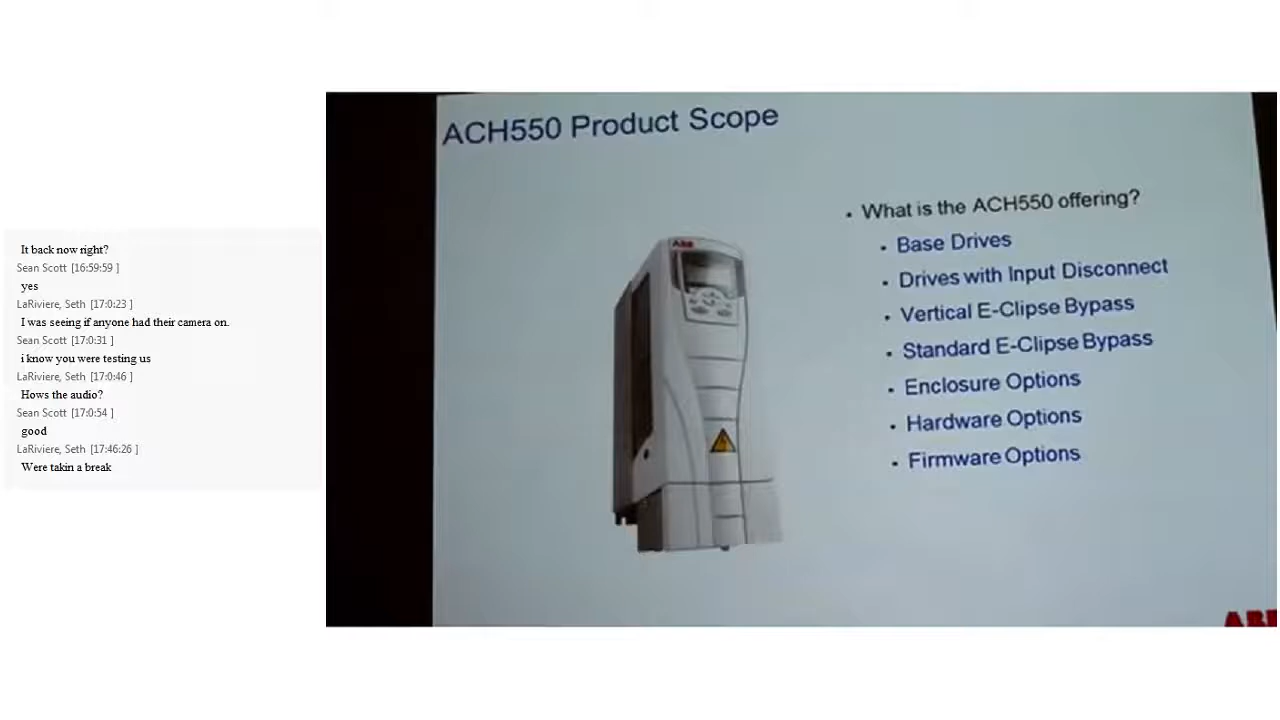 It back now right?
Sean Scott [16:59:59 ]
yes
LaRiviere, Seth [17:0:23 ]
I was seeing if anyone had their camera on.
Sean Scott [17:0:31 ]
i know you were testing us
LaRiviere, Seth [17:0:46 ]
Hows the audio?
Sean Scott [17:0:54 ]
good
LaRiviere, Seth [17:46:26 ]
Were takin a break
ACH550 Product Scope
• What is the ACH550 offering?
• Base Drives
• Drives with Input Disconnect
• Vertical E-Clipse Bypass
• Standard E-Clipse Bypass
• Enclosure Options
• Hardware Options
• Firmware Options
ABB
ABB